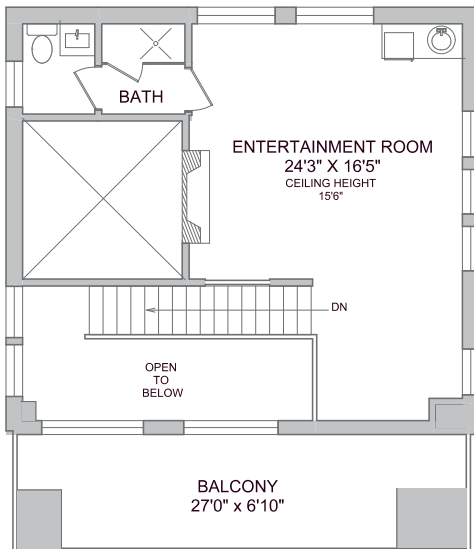 BATH
ENTERTAINMENT ROOM
24'3" X 16'5"
CEILING HEIGHT
15'6"
DN
OPEN
TO
BELOW
BALCONY
27'0" x 6'10"